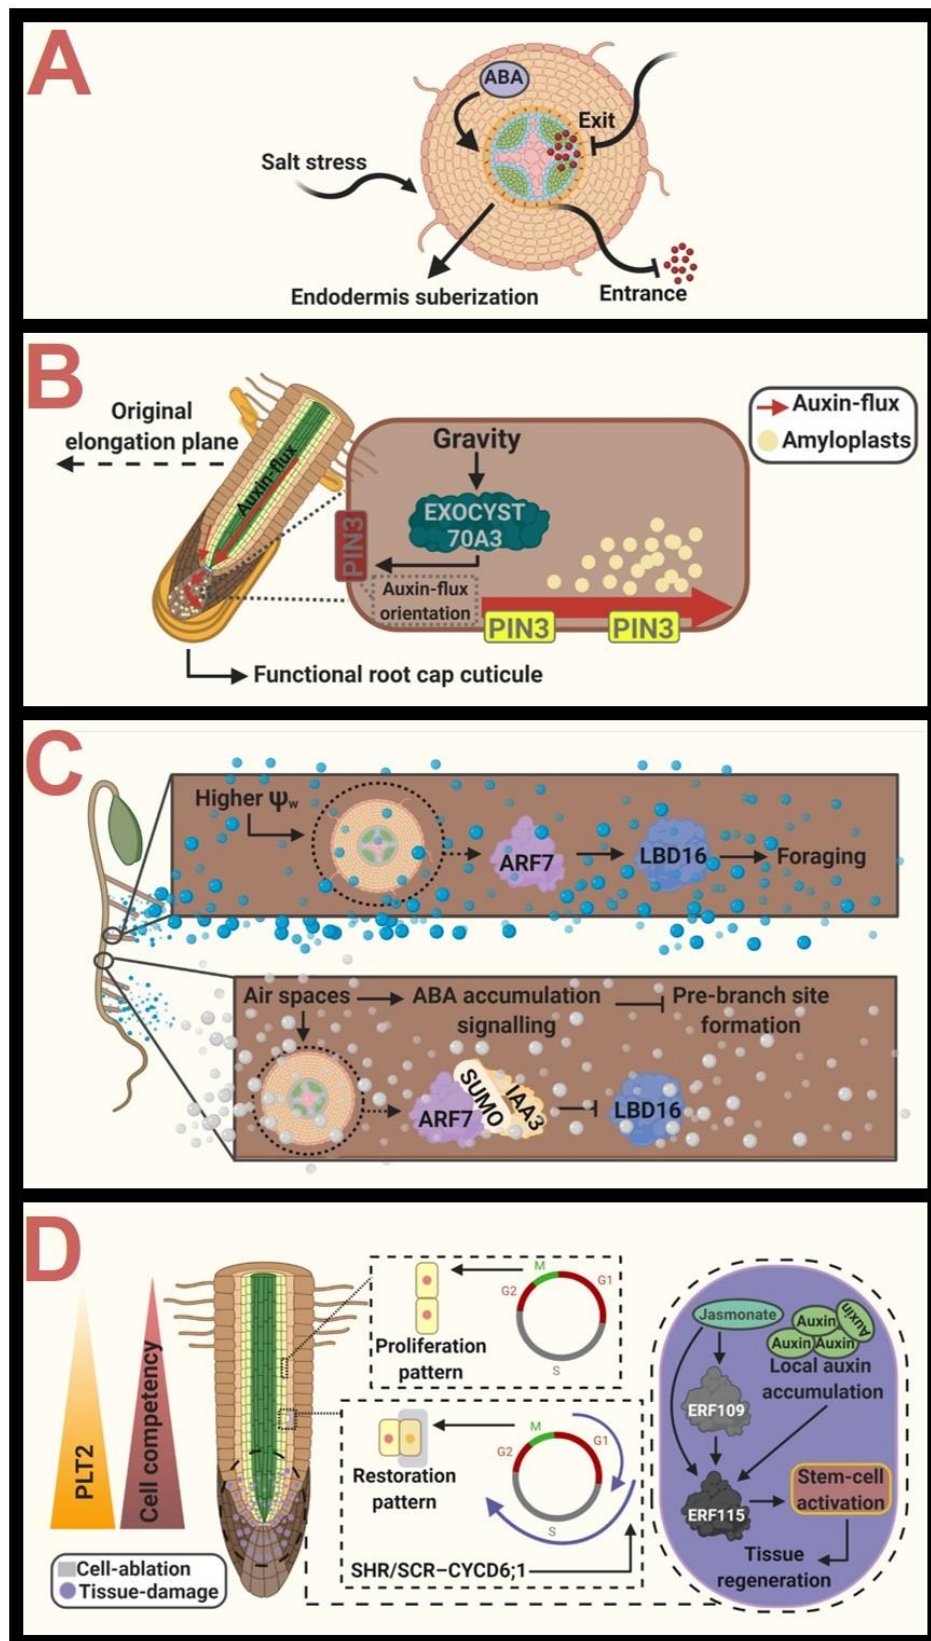 A
ABA
Exit
Salt stress
Endodermis suberization
Entrance
B
Original
elongation plane
Auxin-flux
Gravity
EXOCYST
70A3
PIN3
Auxin-flux
orientation
PIN3
PIN3
Functional root cap cuticule
Auxin-flux
Amyloplasts
C
Higher Ψw
ARF7
LBD16
Foraging
Air spaces
ABA accumulation
signalling
Pre-branch site
formation
ARF7
SUMO
IAA3
LBD16
D
PLT2
Cell competency
Cell-ablation
Tissue-damage
Proliferation
pattern
M
G1
G2
S
Restoration
pattern
M
G1
G2
S
SHR/SCR–CYCD6;1
Jasmonate
Auxin
Auxin
Auxin
Auxin
Local auxin
accumulation
ERF109
ERF115
Stem-cell
activation
Tissue
regeneration